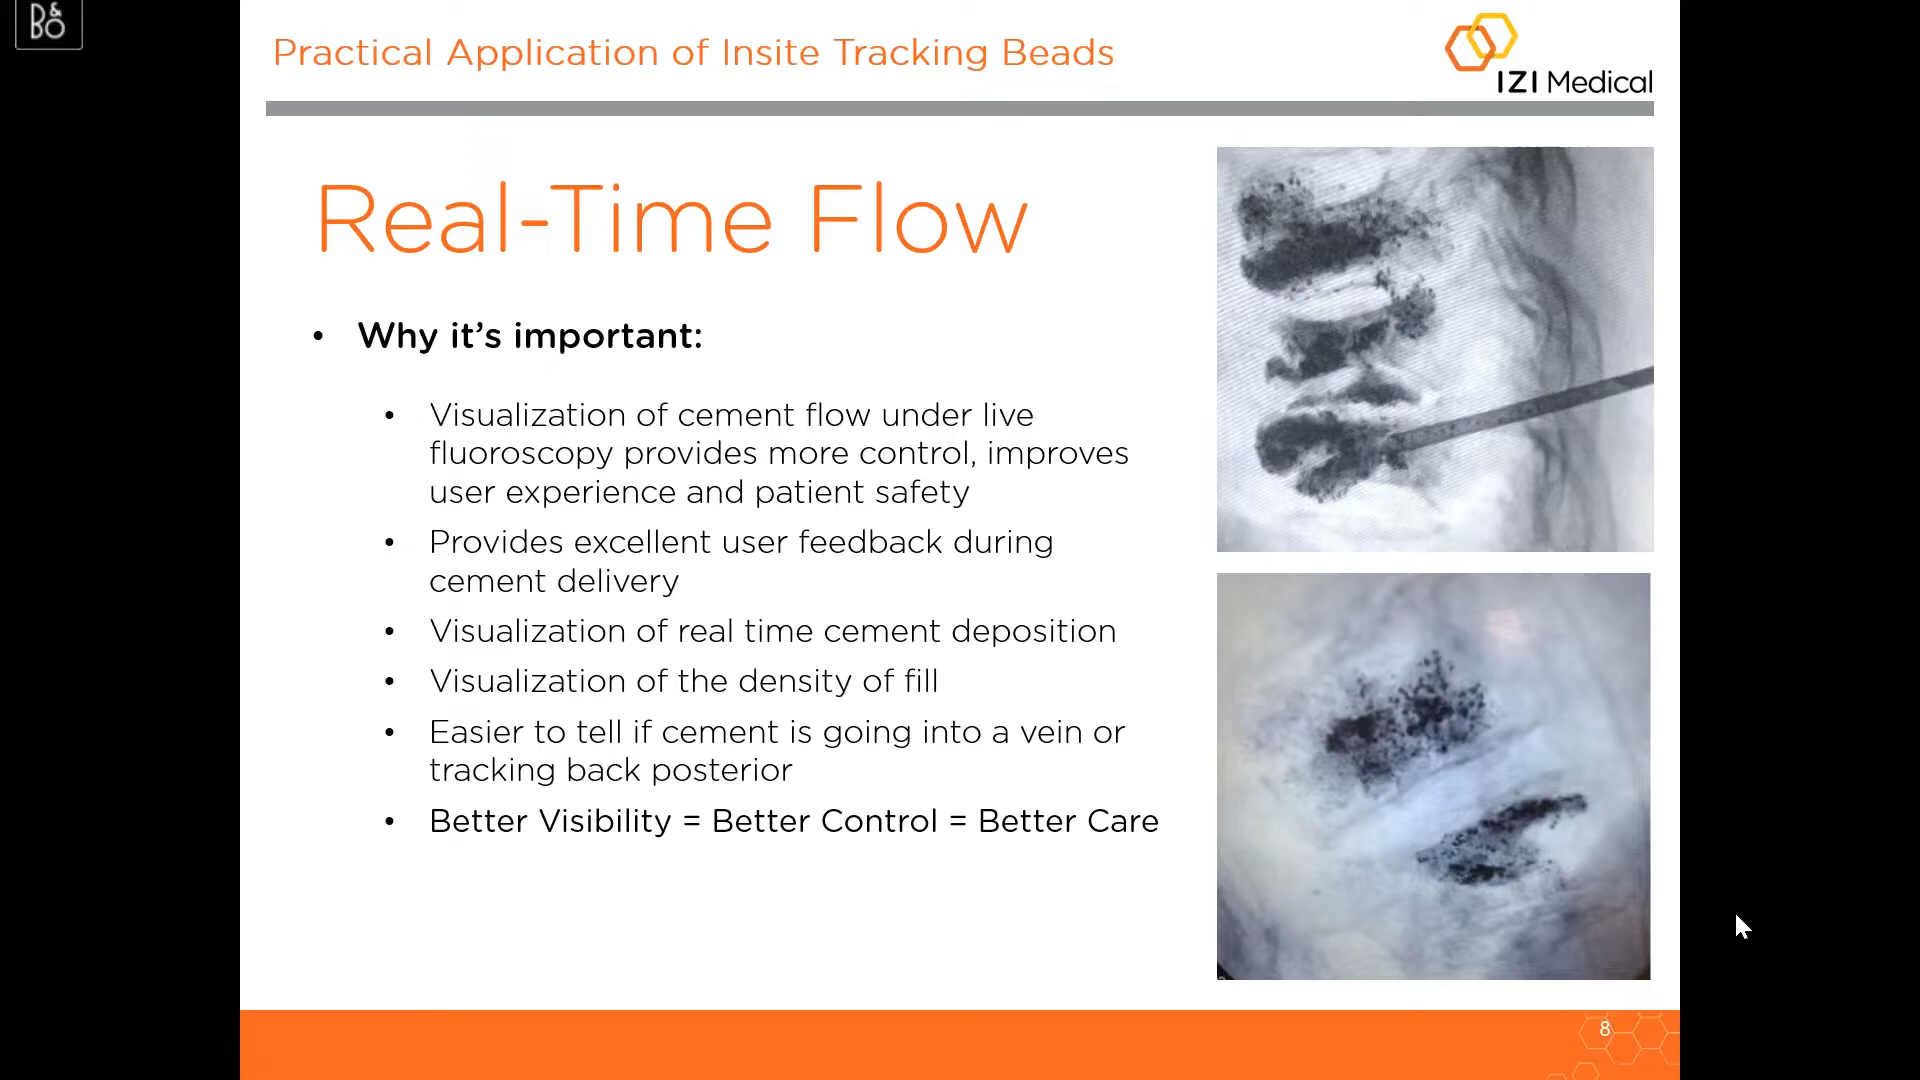 B&O
Practical Application of Insite Tracking Beads
IZI Medical
Real-Time Flow
• Why it's important:
• Visualization of cement flow under live
fluoroscopy provides more control, improves
user experience and patient safety
• Provides excellent user feedback during
cement delivery
• Visualization of real time cement deposition
• Visualization of the density of fill
• Easier to tell if cement is going into a vein or
tracking back posterior
• Better Visibility = Better Control = Better Care
8